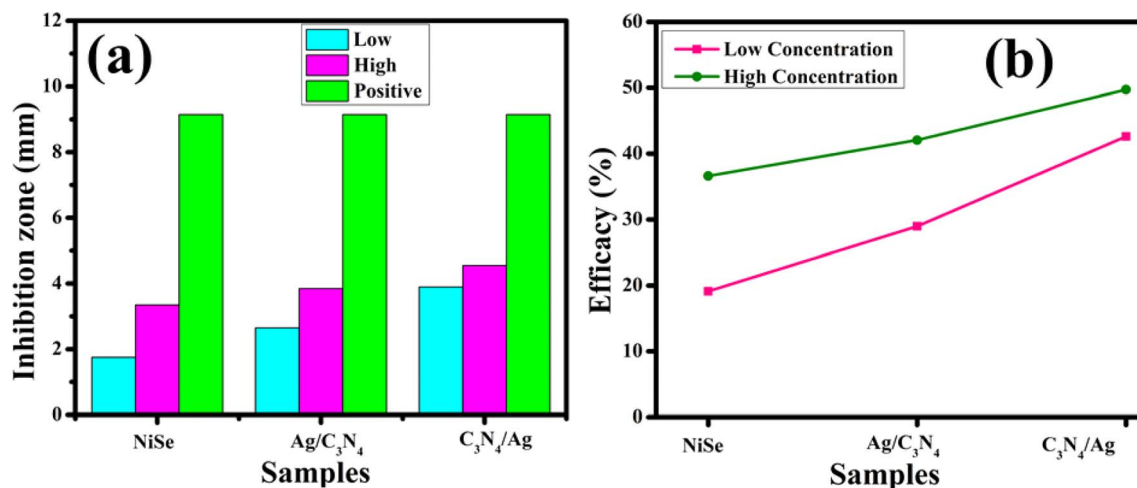 (a)
Low
High
Positive
Inhibition zone (mm)
12
10
8
6
4
2
0
NiSe
Ag/C₃N₄
C₃N₄/Ag
Samples
(b)
Low Concentration
High Concentration
Efficacy (%)
60
50
40
30
20
10
0
NiSe
Ag/C₃N₄
C₃N₄/Ag
Samples